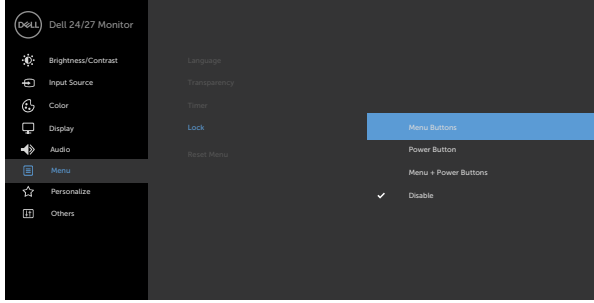 DELL Dell 24/27 Monitor
Brightness/Contrast
Input Source
Color
Display
Audio
Menu
Personalize
Others
Language
Transparency
Timer
Lock
Reset Menu
Menu Buttons
Power Button
Menu + Power Buttons
Disable